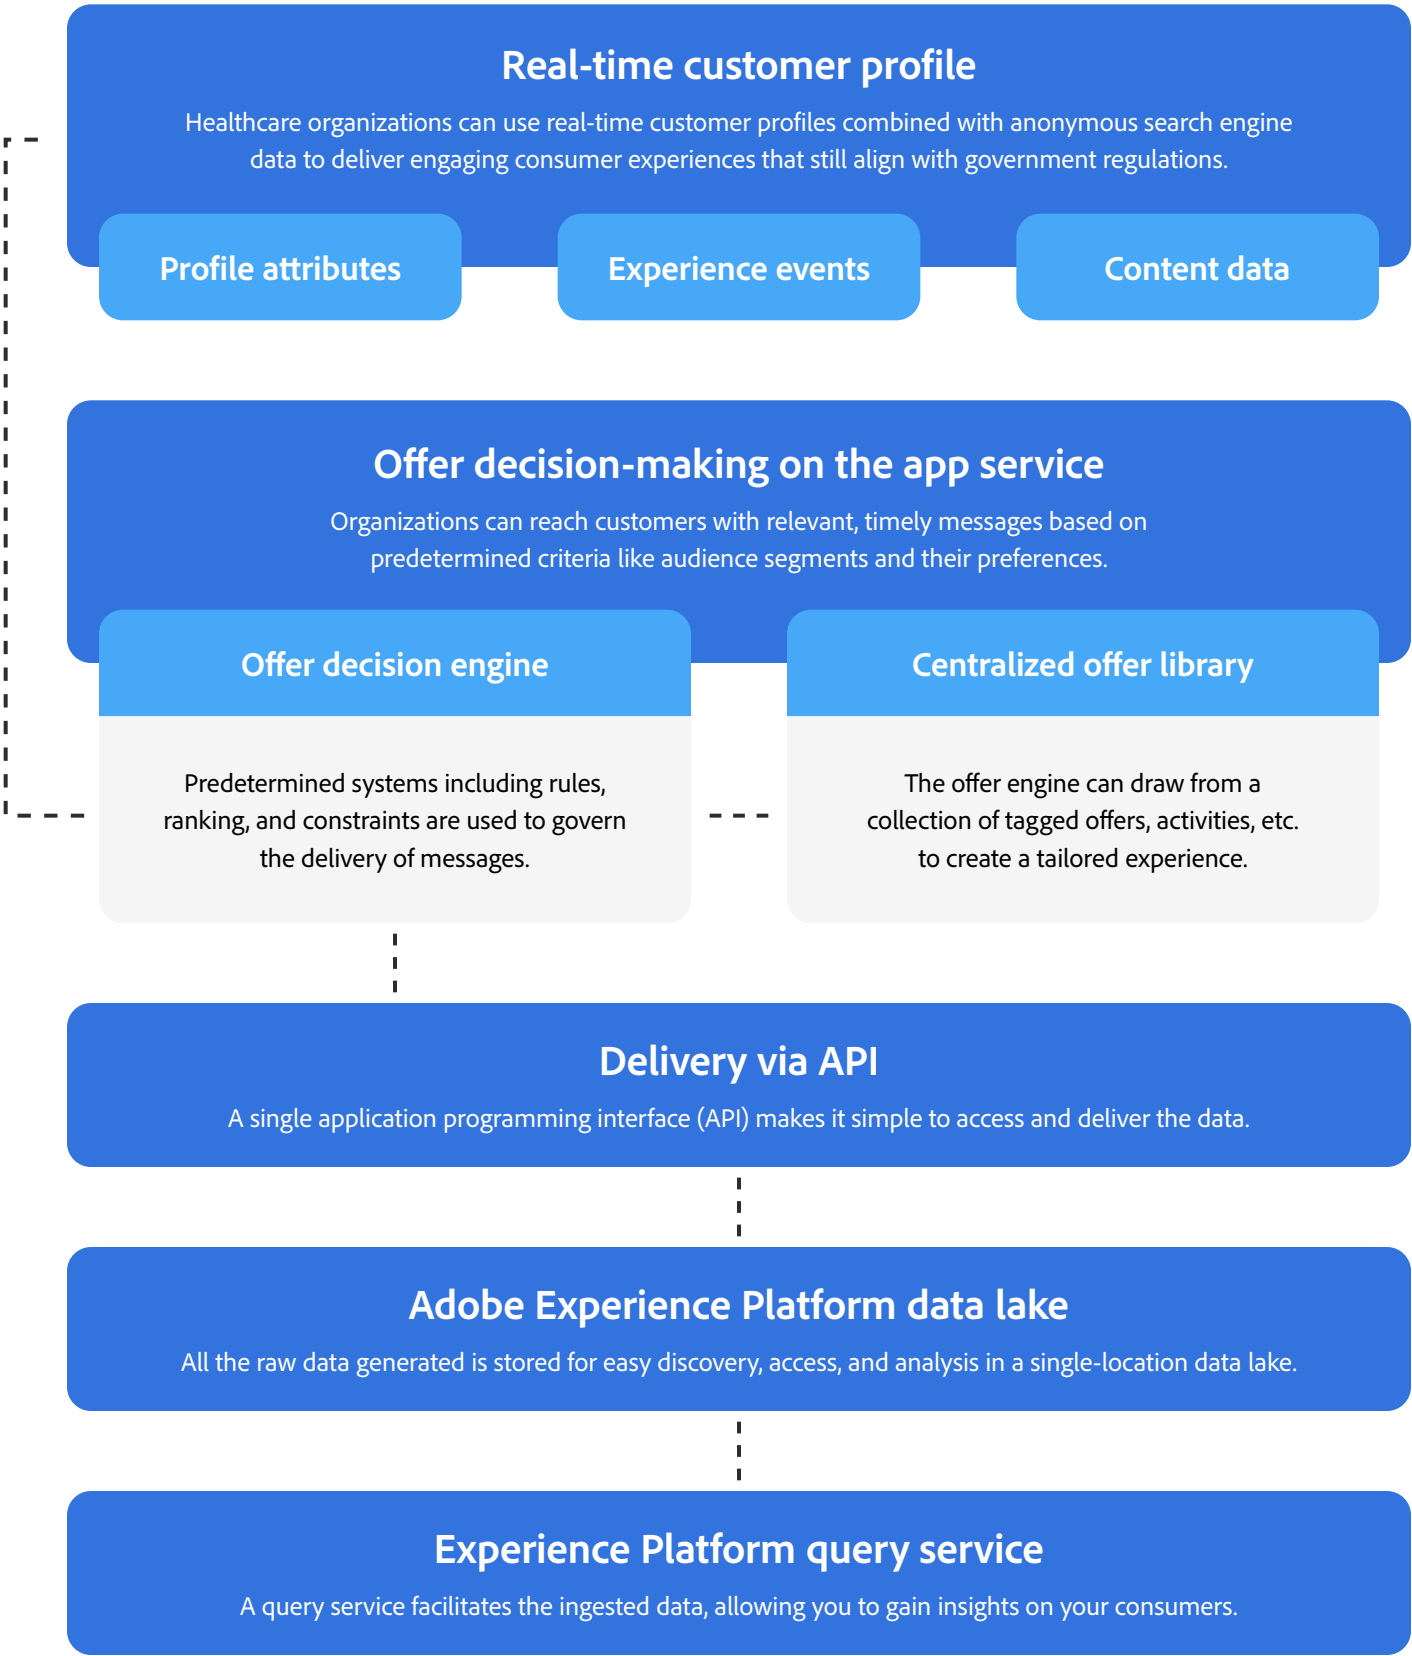 Real-time customer profile
Healthcare organizations can use real-time customer profiles combined with anonymous search engine
data to deliver engaging consumer experiences that still align with government regulations.
Profile attributes
Experience events
Content data
Offer decision-making on the app service
Organizations can reach customers with relevant, timely messages based on
predetermined criteria like audience segments and their preferences.
Offer decision engine
Predetermined systems including rules,
ranking, and constraints are used to govern
the delivery of messages.
Centralized offer library
The offer engine can draw from a
collection of tagged offers, activities, etc.
to create a tailored experience.
Delivery via API
A single application programming interface (API) makes it simple to access and deliver the data.
Adobe Experience Platform data lake
All the raw data generated is stored for easy discovery, access, and analysis in a single-location data lake.
Experience Platform query service
A query service facilitates the ingested data, allowing you to gain insights on your consumers.